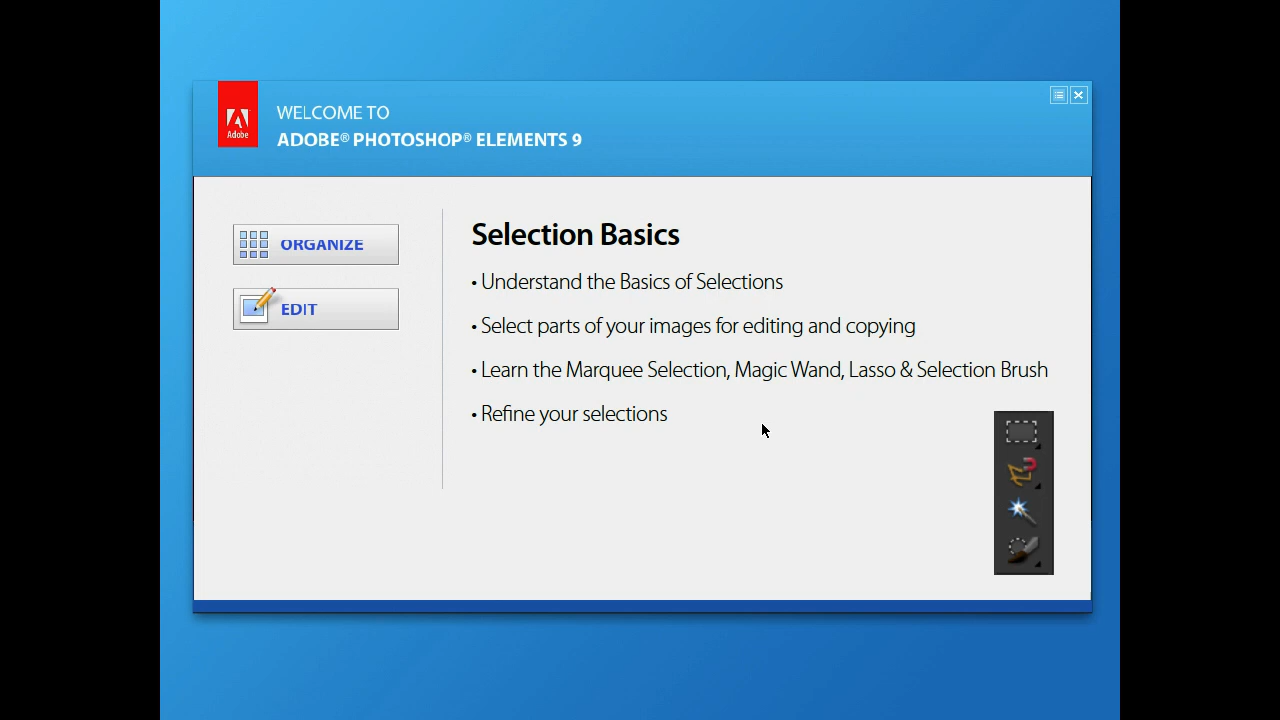 Adobe
WELCOME TO
ADOBE® PHOTOSHOP® ELEMENTS 9
ORGANIZE
EDIT
Selection Basics
• Understand the Basics of Selections
• Select parts of your images for editing and copying
• Learn the Marquee Selection, Magic Wand, Lasso & Selection Brush
• Refine your selections